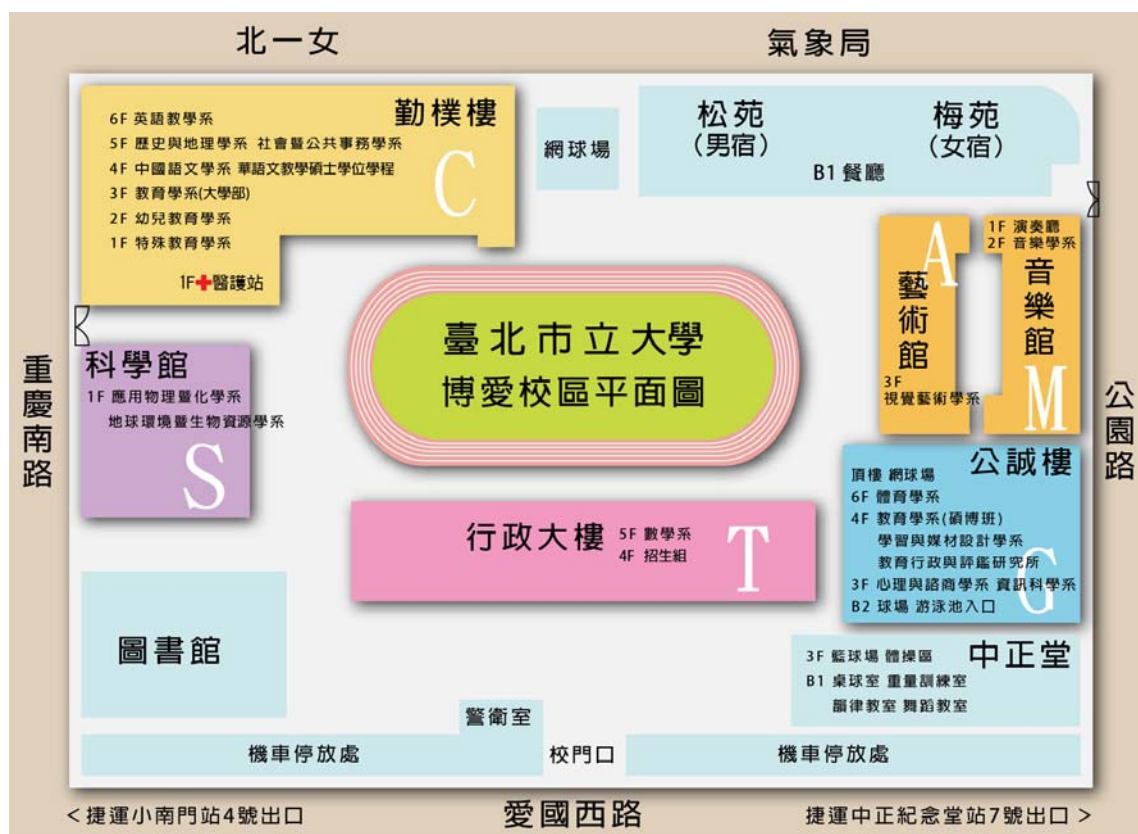 北一女
氣象局
勤樸樓
6F 英語教學系
5F 歷史與地理學系 社會暨公共事務學系
4F 中國語文學系 華語文教學碩士學位學程
3F 教育學系(大學部)
2F 幼兒教育學系
1F 特殊教育學系
1F 醫護站
C
網球場
松苑
(男宿)
梅苑
(女宿)
B1 餐廳
A
藝術館
3F
視覺藝術學系
1F 演奏廳
2F 音樂學系
音樂館
M
臺北市立大學
博愛校區平面圖
重慶南路
公園路
科學館
1F 應用物理暨化學系
地球環境暨生物資源學系
S
公誠樓
頂樓 網球場
6F 體育學系
4F 教育學系(碩博班)
學習與媒材設計學系
教育行政與評鑑研究所
3F 心理與諮商學系 資訊科學系
B2 球場 游泳池入口
G
行政大樓
5F 數學系
4F 招生組
T
圖書館
中正堂
3F 籃球場 體操區
B1 桌球室 重量訓練室
韻律教室 舞蹈教室
警衛室
機車停放處
校門口
機車停放處
<捷運小南門站4號出口
愛國西路
捷運中正紀念堂站7號出口>